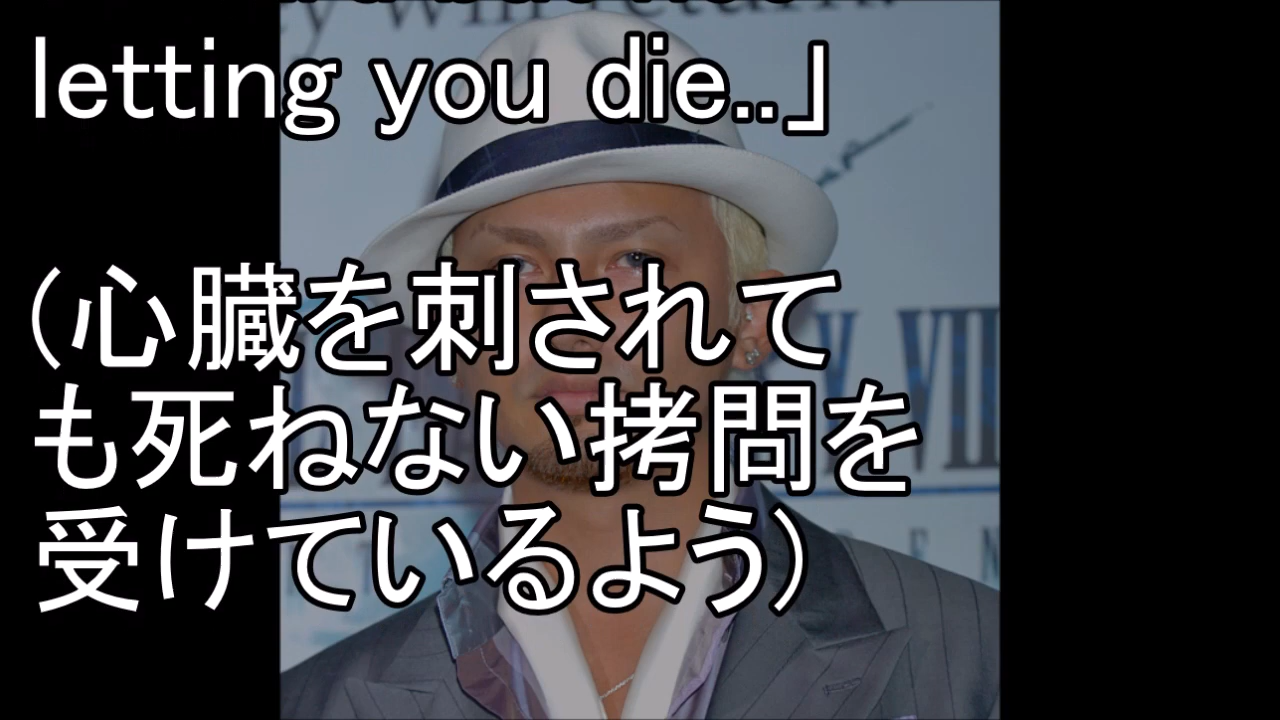 letting you die..」
(心臓を刺されて
も死ねない拷問を
受けているよう)
VII